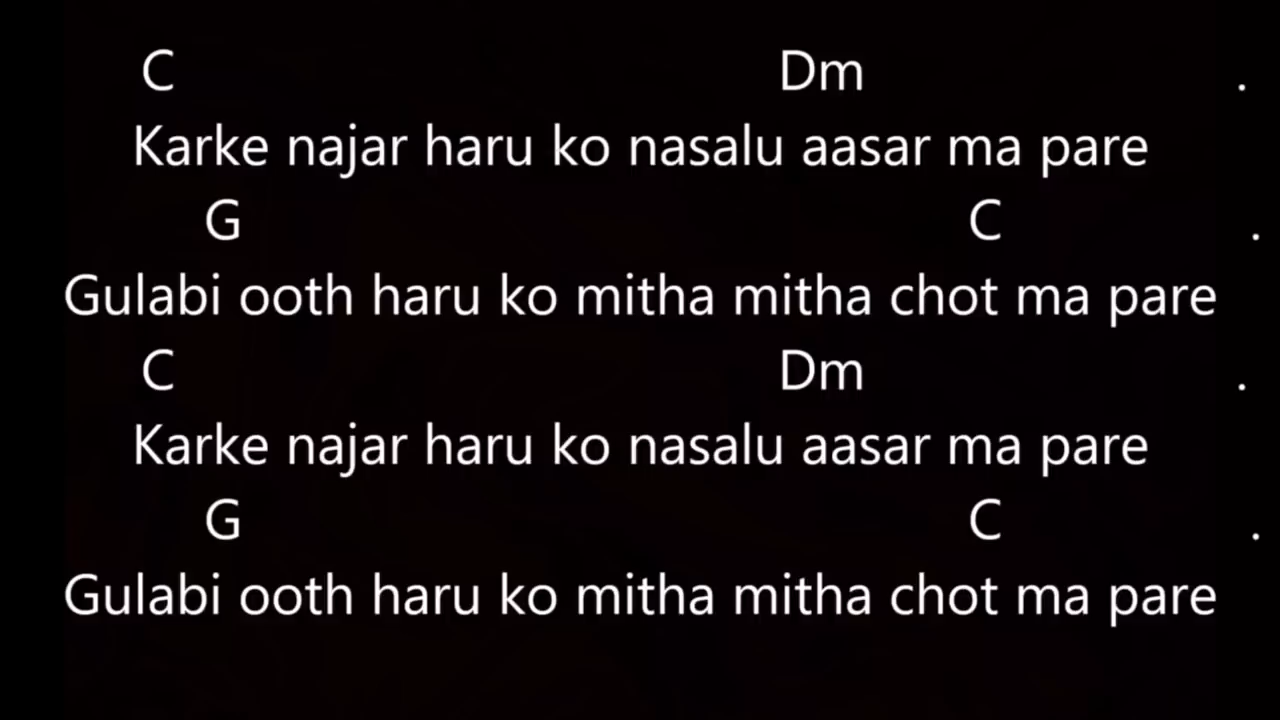 C Dm .
Karke najar haru ko nasalu aasar ma pare
G C .
Gulabi ooth haru ko mitha mitha chot ma pare
C Dm .
Karke najar haru ko nasalu aasar ma pare
G C .
Gulabi ooth haru ko mitha mitha chot ma pare